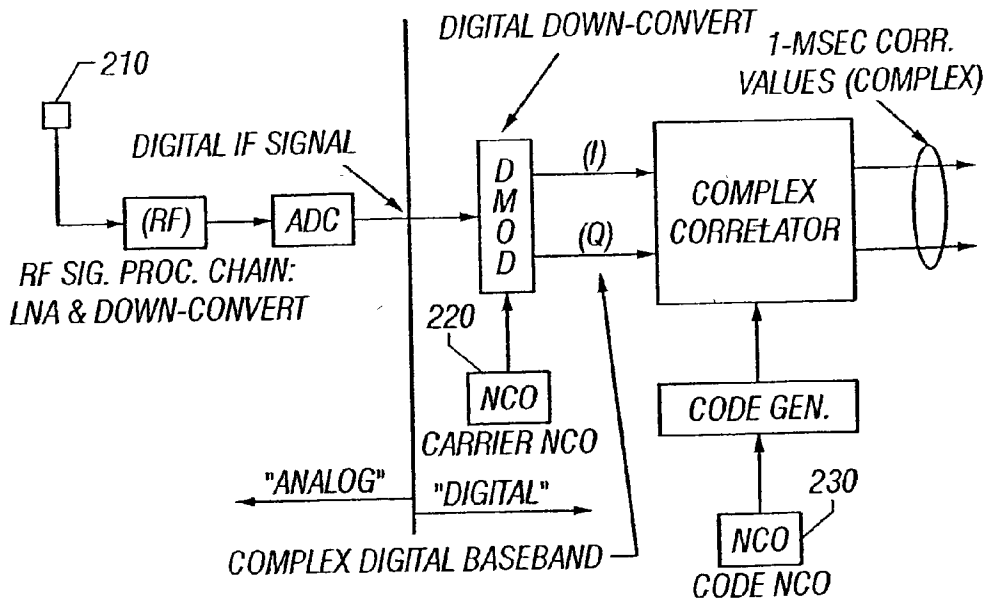 DIGITAL DOWN-CONVERT
1-MSEC CORR.
VALUES (COMPLEX)
210
DIGITAL IF SIGNAL
(RF)
ADC
RF SIG. PROC. CHAIN:
LNA & DOWN-CONVERT
D
M
O
D
(I)
(Q)
COMPLEX
CORRELATOR
220
NCO
CARRIER NCO
CODE GEN.
"ANALOG"
"DIGITAL"
230
NCO
CODE NCO
COMPLEX DIGITAL BASEBAND